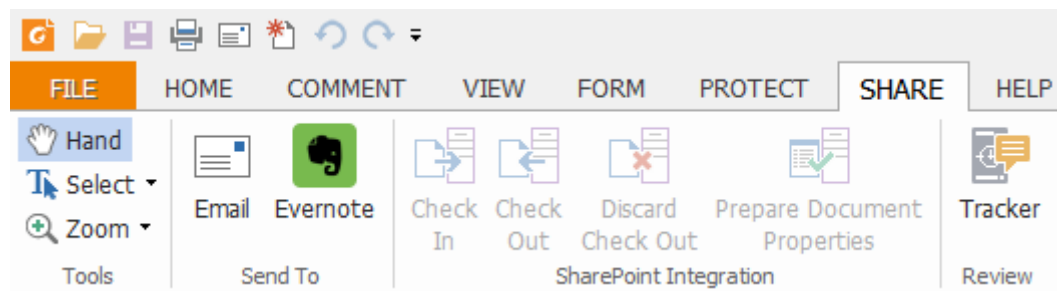 FILE HOME COMMENT VIEW FORM PROTECT SHARE HELP
Hand
Select
Zoom
Tools
Email Evernote
Send To
Check In
Check Out
Discard Check Out
Prepare Document Properties
SharePoint Integration
Tracker
Review